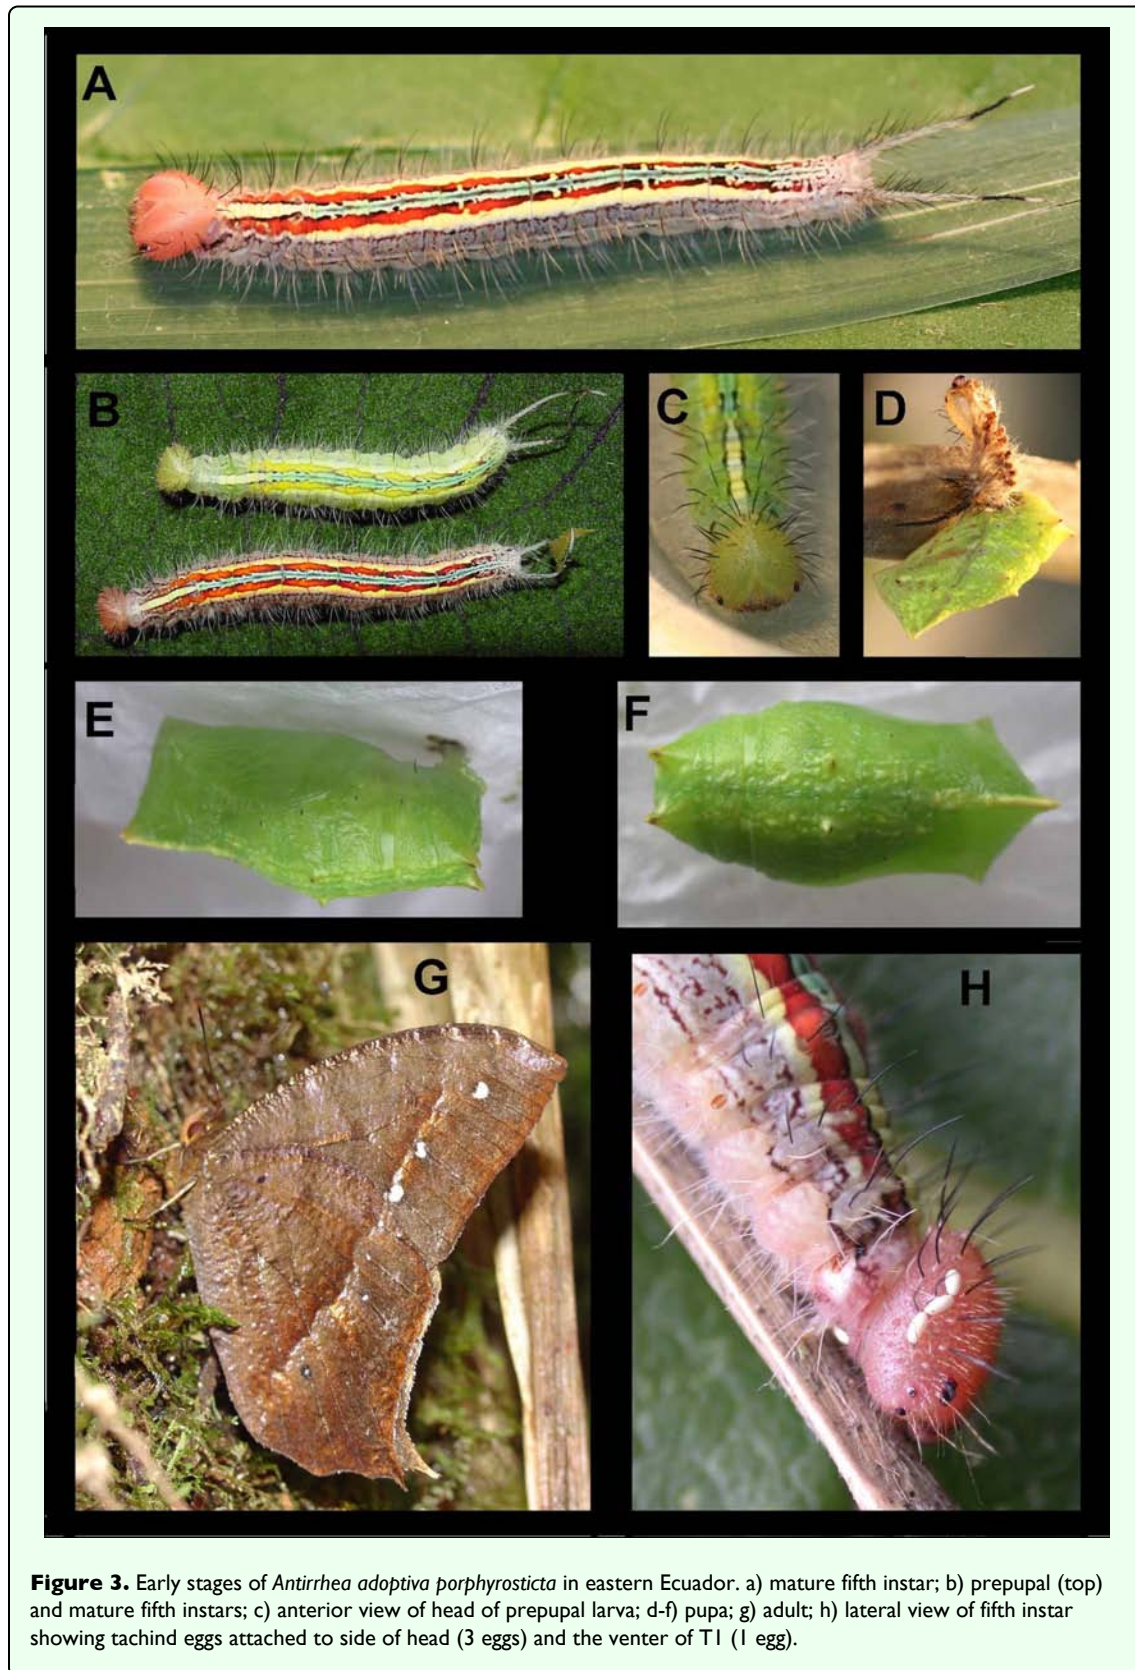 A
B
C
D
E
F
G
H
Figure 3. Early stages of Antirrhea adoptiva porphyrosticta in eastern Ecuador. a) mature fifth instar; b) prepupal (top)
and mature fifth instars; c) anterior view of head of prepupal larva; d-f) pupa; g) adult; h) lateral view of fifth instar
showing tachind eggs attached to side of head (3 eggs) and the venter of T1 (1 egg).